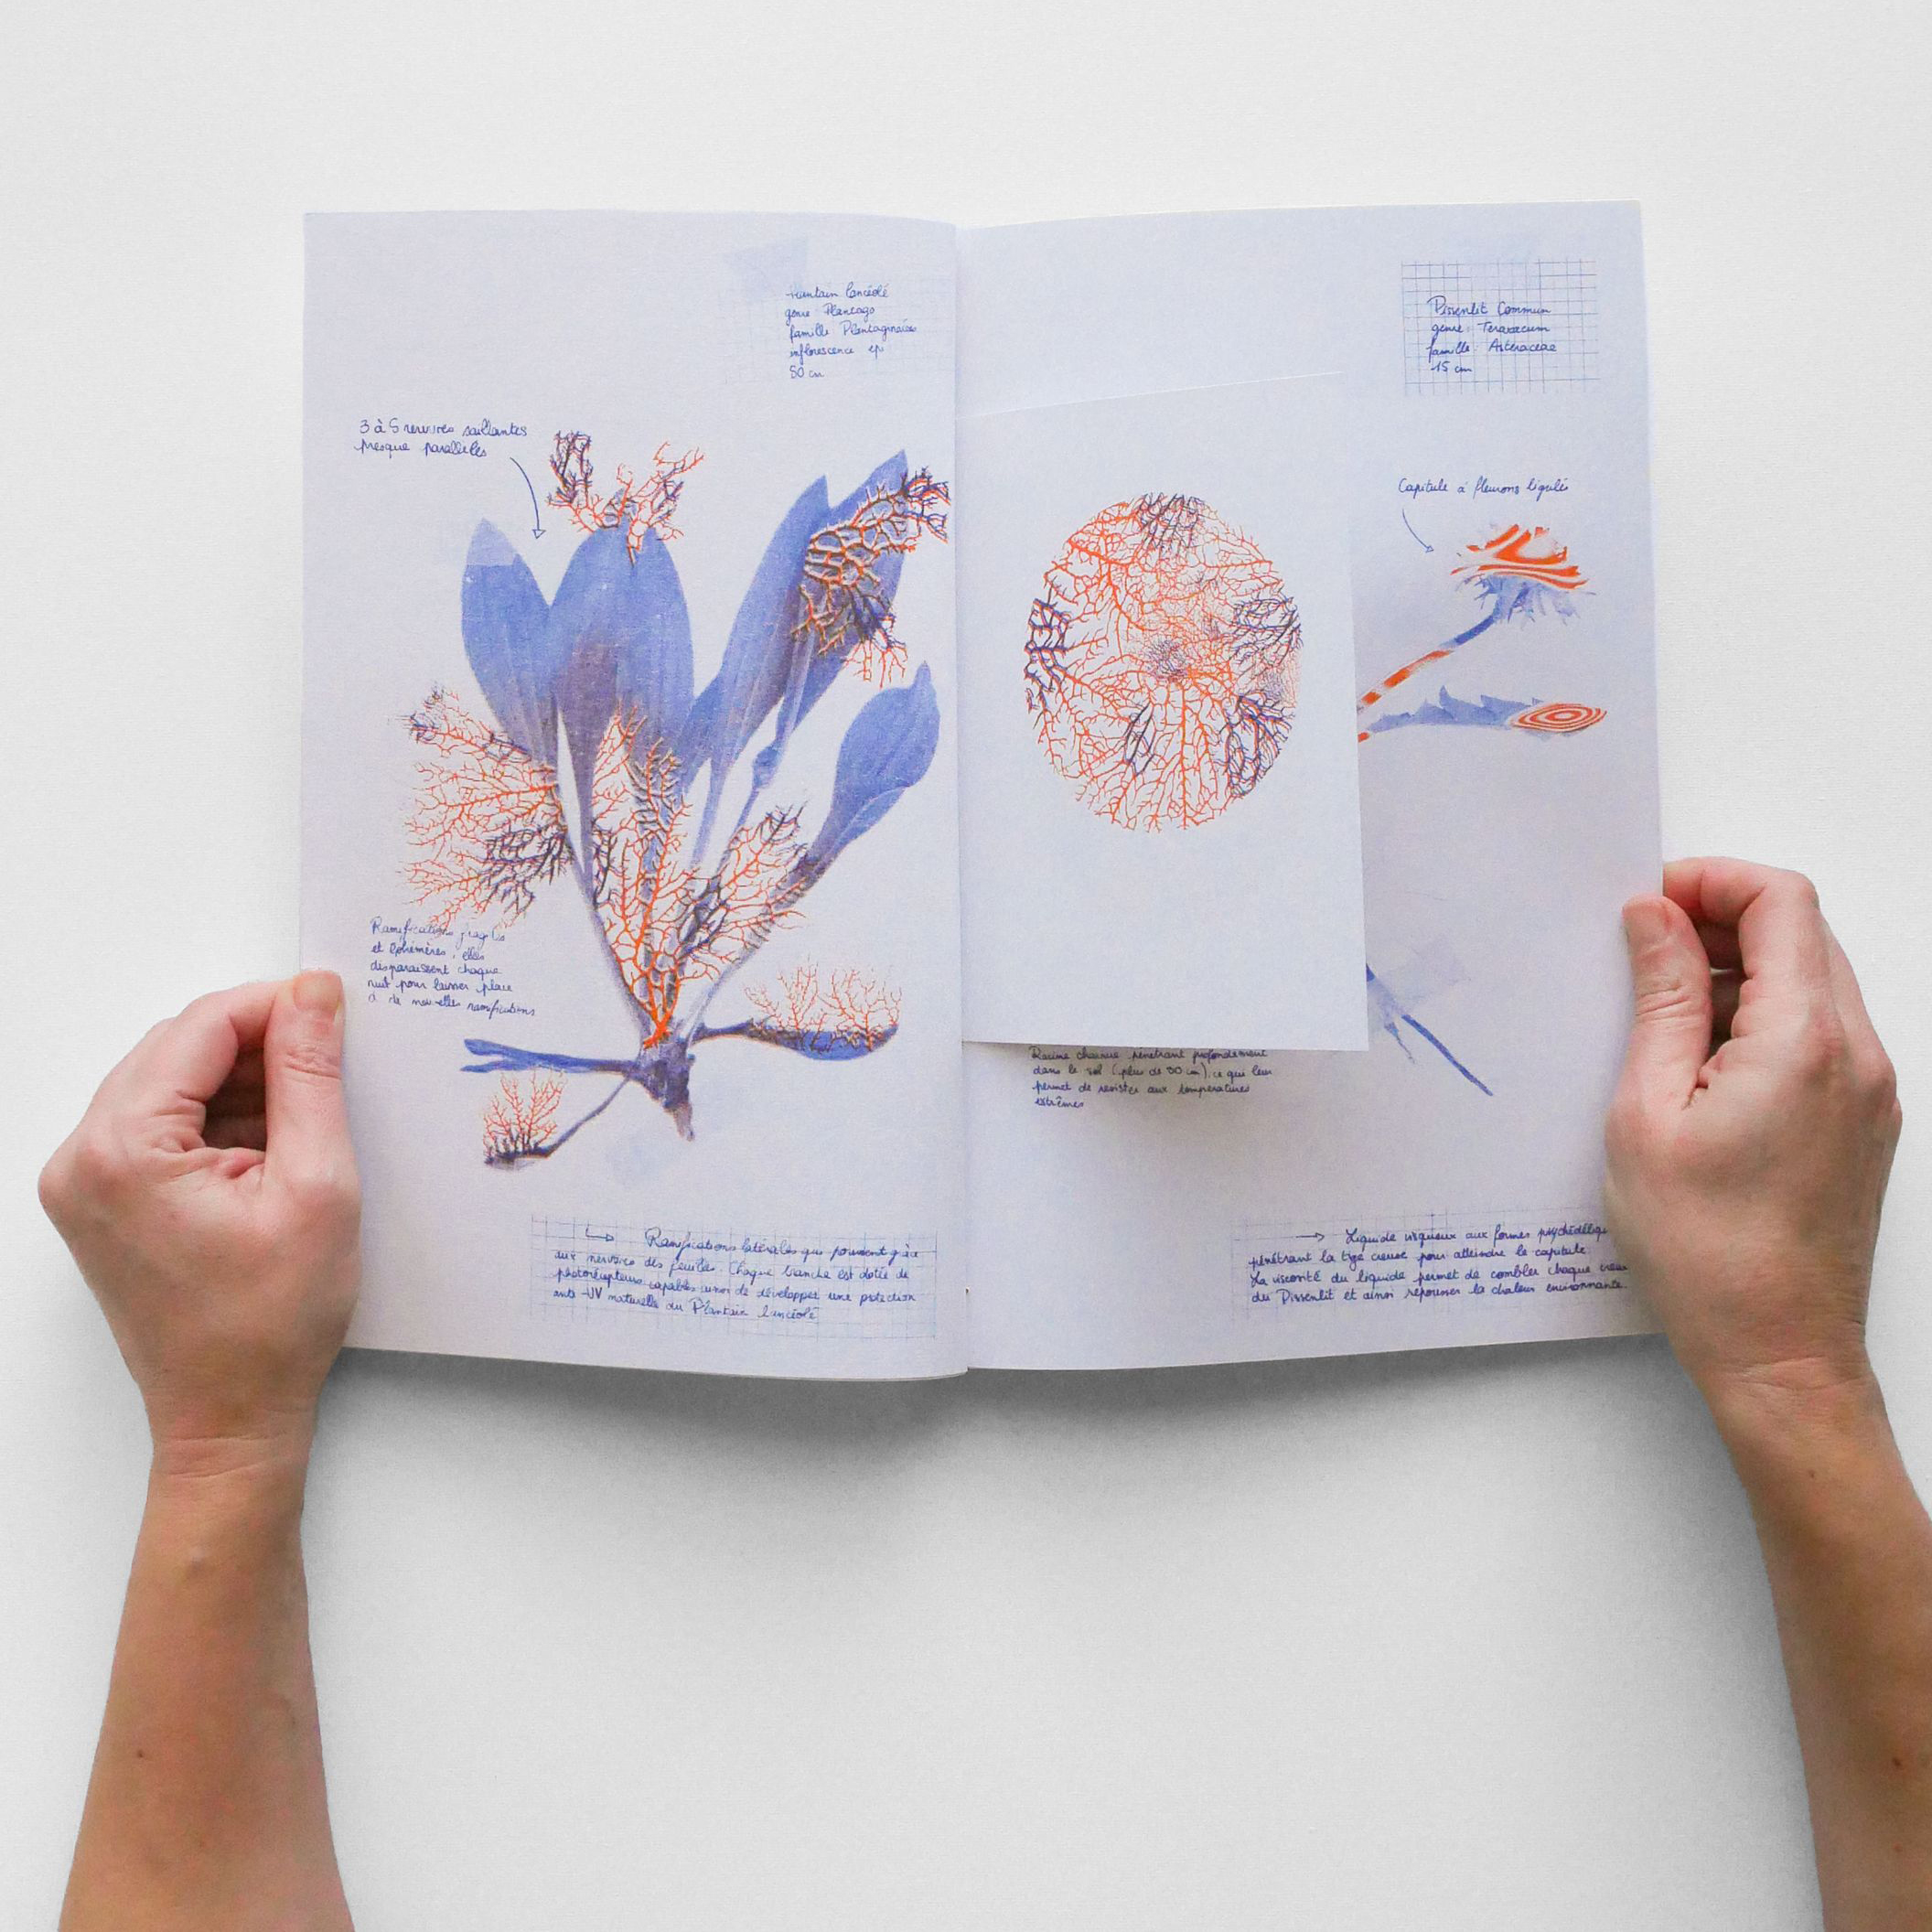 lancéolé
genre Plantago
famille Plantaginacées
inflorescence epi
50 cm
3 à 5 nervures saillantes
presque parallèles
Ramifications fragiles
et éphémères, elles
disparaissent chaque
nuit pour laisser place
à de nouvelles ramifications
Ramifications latérales qui poussent grâce
aux nervures des feuilles. Chaque branche est dotée de
photorécepteurs capables ainsi de développer une protection
anti-UV naturelle du Plantain lancéolé
Pissenlit Commun
genre: Taraxacum
famille: Asteraceae
15 cm
Capitule à fleurons ligulés
Racine charnue pénétrant profondement
dans le sol (plus de 50 cm), ce qui leur
permet de resister aux temperatures
extrêmes
→ Liquide visqueux aux formes
pénétrant la tige creuse pour atteindre le capitule.
La viscosité du liquide permet de combler chaque creux
du Pissenlit et ainsi repousser la chaleur environnante.